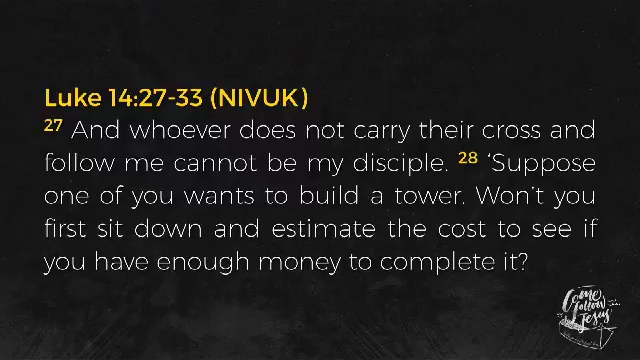 Luke 14:27-33 (NIVUK)
27 And whoever does not carry their cross and
follow me cannot be my disciple. 28 ‘Suppose
one of you wants to build a tower. Won’t you
first sit down and estimate the cost to see if
you have enough money to complete it?
Come
follow
Jesus